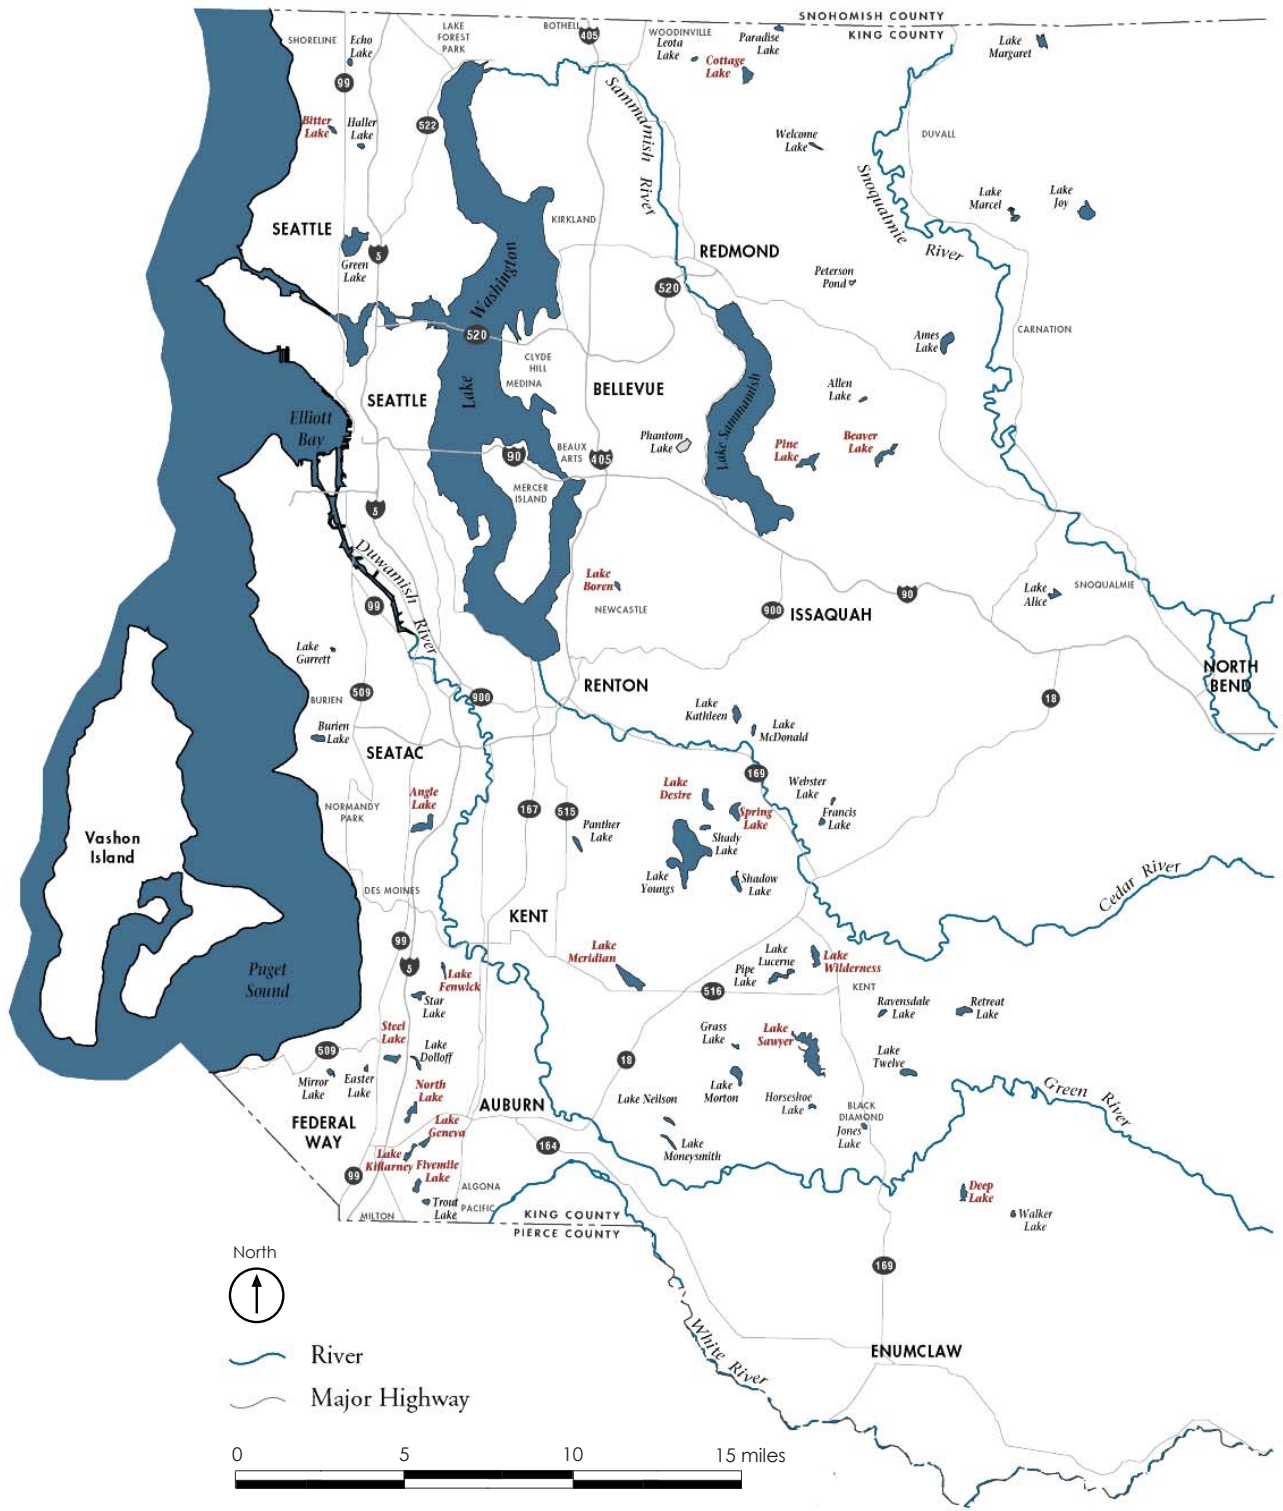 SNOHOMISH COUNTY
KING COUNTY
SHORELINE
Echo
Lake
LAKE
FOREST
PARK
BOTHELL
405
WOODINVILLE
Leota
Lake
Cottage
Lake
Paradise
Lake
Lake
Margaret
99
Bitter
Lake
Haller
Lake
522
Sammamish River
Welcome
Lake
DUVALL
Snoqualmie
River
Lake
Marcel
Lake
Joy
SEATTLE
Green
Lake
5
KIRKLAND
Lake Washington
REDMOND
520
Peterson
Pond
520
Ames
Lake
CARNATION
CLYDE
HILL
MEDINA
SEATTLE
BELLEVUE
Allen
Lake
Elliott
Bay
Lake Sammamish
Phantom
Lake
Pine
Lake
Beaver
Lake
90
BEAUX
ARTS
405
MERCER
ISLAND
5
Duwamish
River
Lake
Boren
NEWCASTLE
99
900
ISSAQUAH
90
Lake
Alice
SNOQUALMIE
Lake
Garrett
NORTH
BEND
RENTON
BURIEN
509
900
18
Burien
Lake
Lake
Kathleen
Lake
McDonald
SEATAC
169
NORMANDY
PARK
Angle
Lake
167
515
Panther
Lake
Lake
Desire
Spring
Lake
Webster
Lake
Francis
Lake
Vashon
Island
Shady
Lake
Lake
Youngs
Shadow
Lake
DES MOINES
Cedar River
KENT
99
5
Lake
Meridian
Lake
Lucerne
Pipe
Lake
Lake
Wilderness
Puget
Sound
Lake
Fenwick
516
KENT
Star
Lake
Ravensdale
Lake
Retreat
Lake
Steel
Lake
Lake
Dolloff
Grass
Lake
Lake
Sawyer
509
18
Lake
Twelve
Mirror
Lake
Easter
Lake
North
Lake
Lake
Morton
Horseshoe
Lake
Green River
FEDERAL
WAY
AUBURN
Lake Neilson
BLACK
DIAMOND
Jones
Lake
Lake
Geneva
164
Lake
Moneysmith
Lake
Killarney
Fivemile
Lake
99
ALGONA
Deep
Lake
Trout
Lake
PACIFIC
MILTON
Walker
Lake
KING COUNTY
PIERCE COUNTY
North
169
White River
ENUMCLAW
River
Major Highway
0 5 10 15 miles